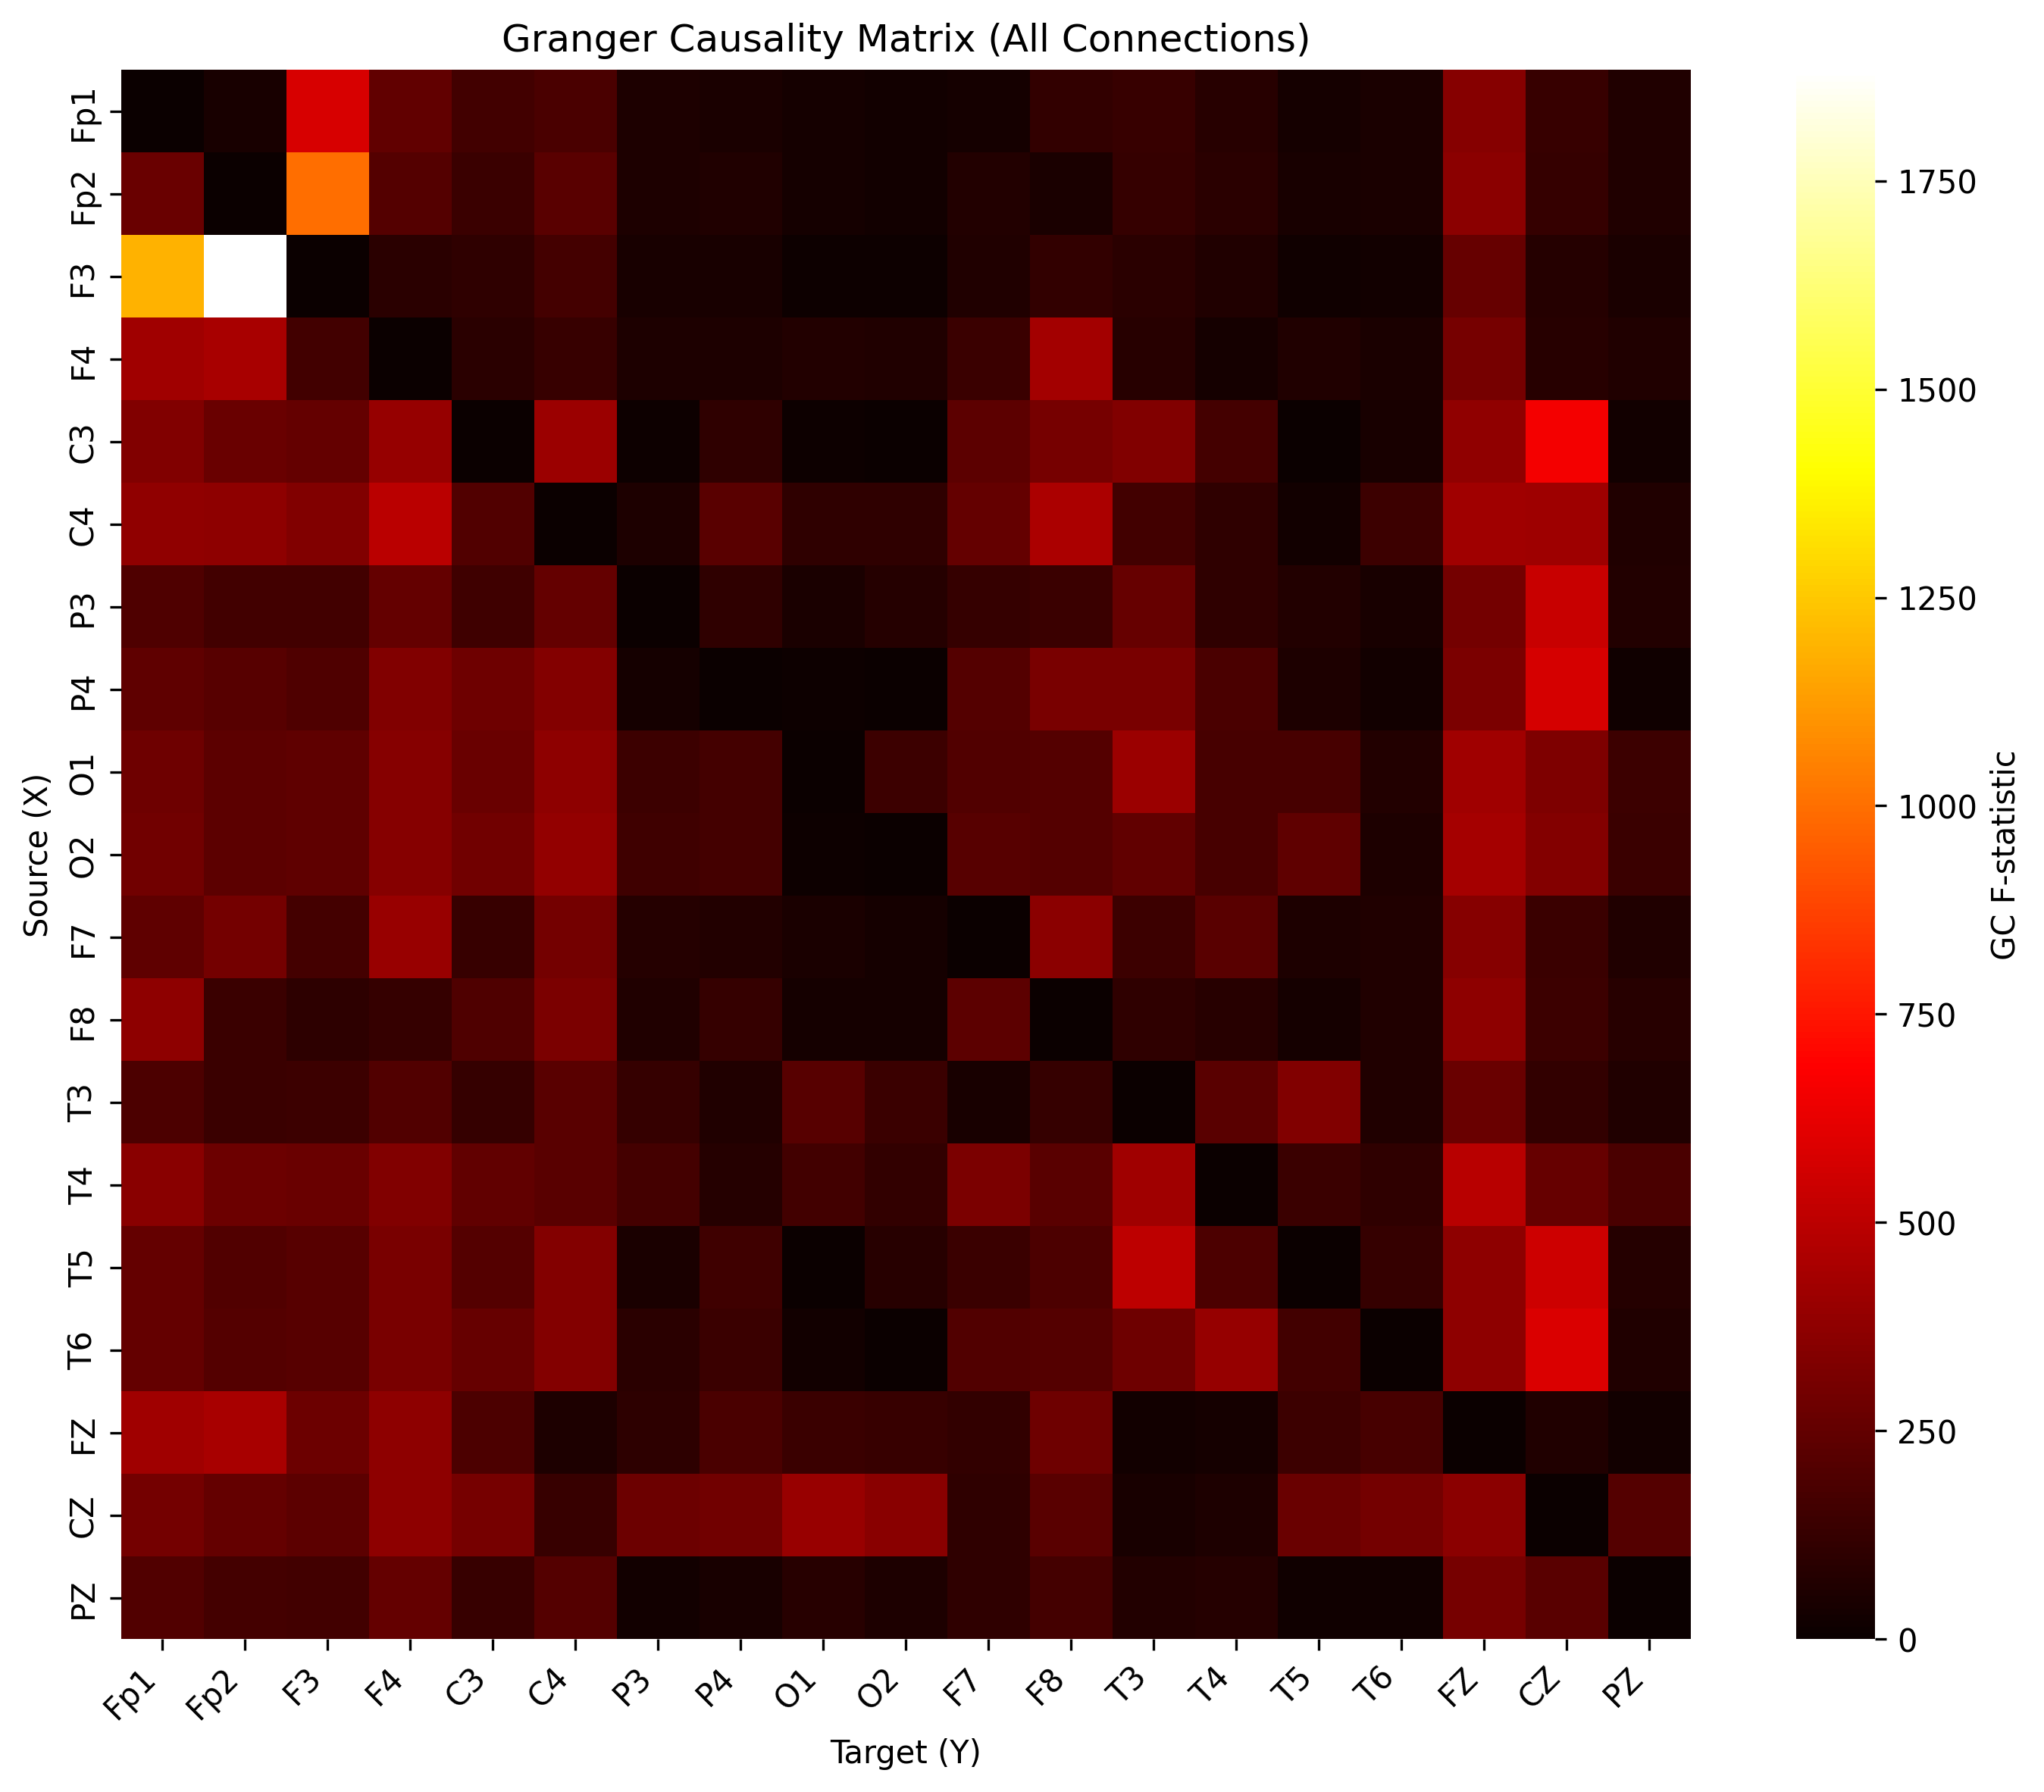 Granger Causality Matrix (All Connections)
Source (X)
Fp1
Fp2
F3
F4
C3
C4
P3
P4
O1
O2
F7
F8
T3
T4
T5
T6
FZ
CZ
PZ
Fp1 Fp2 F3 F4 C3 C4 P3 P4 O1 O2 F7 F8 T3 T4 T5 T6 FZ CZ PZ
Target (Y)
1750
1500
1250
1000
750
500
250
0
GC F-statistic